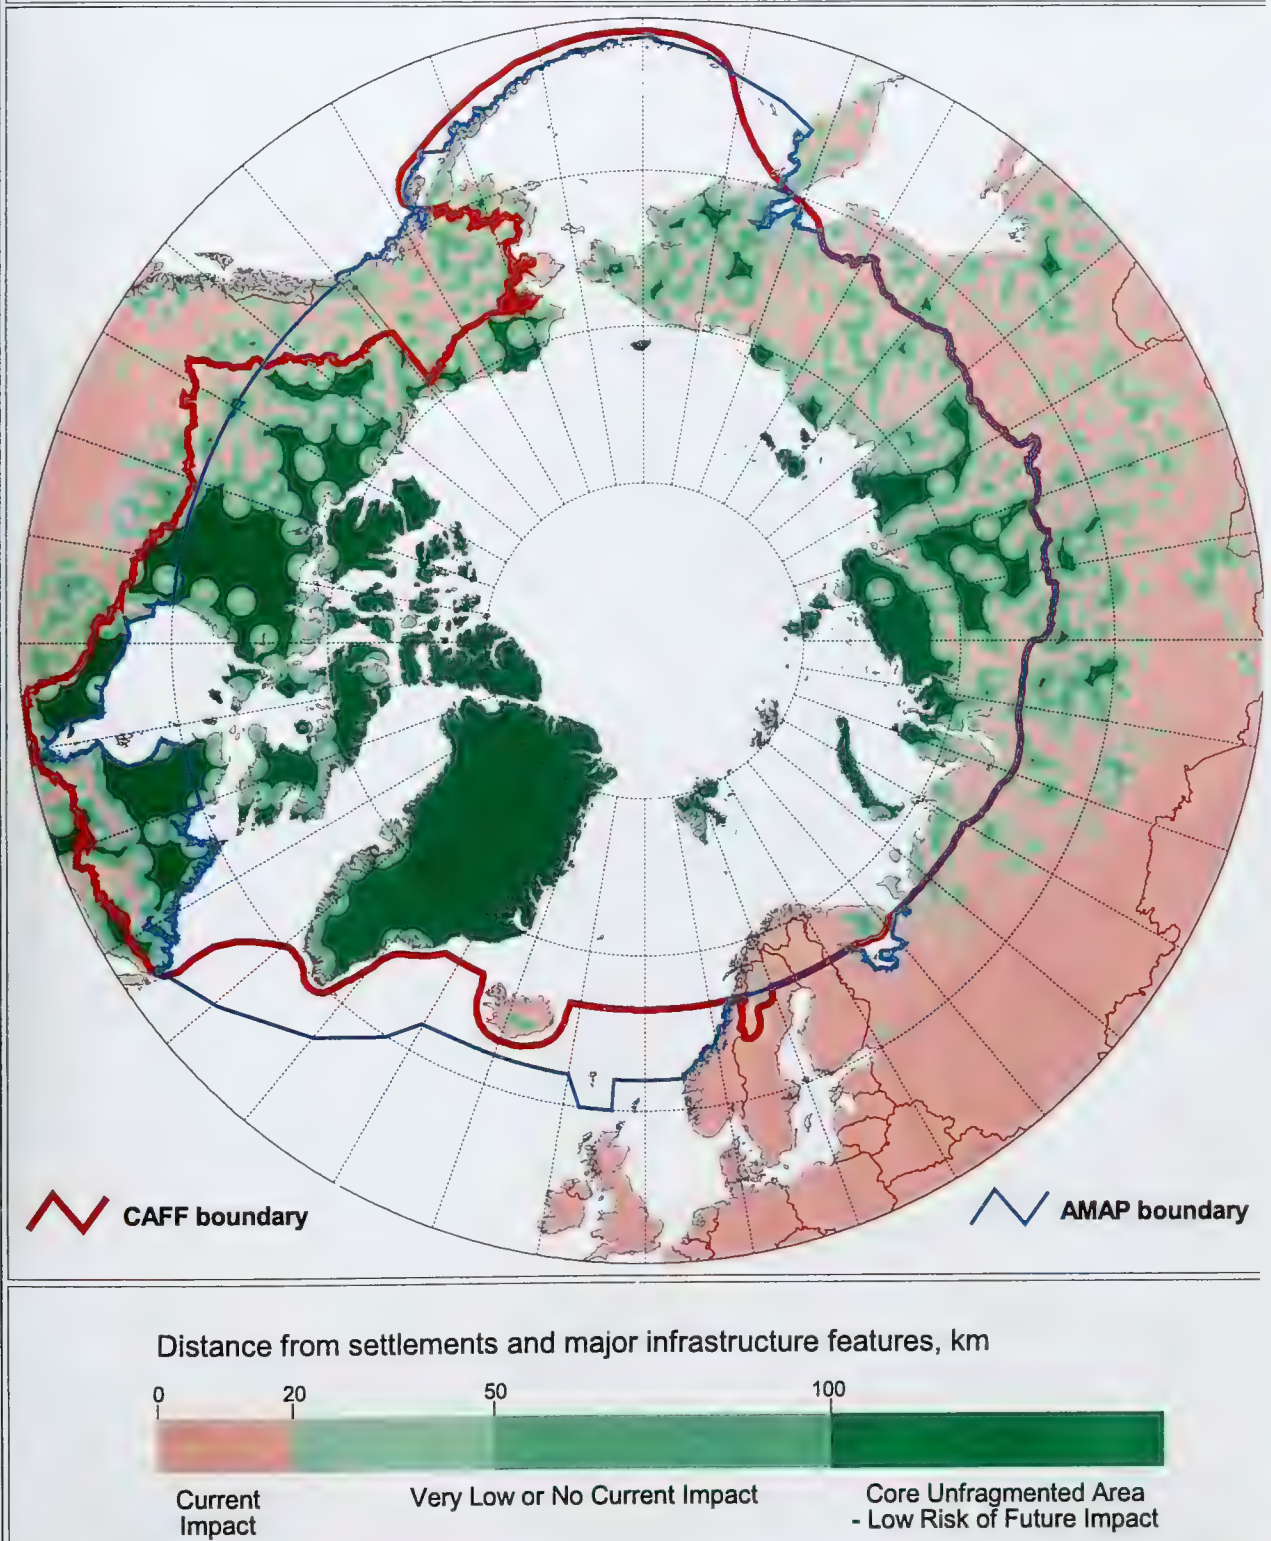 CAFF boundary
AMAP boundary
Distance from settlements and major infrastructure features, km
0 20 50 100
Current
Impact
Very Low or No Current Impact
Core Unfragmented Area
- Low Risk of Future Impact